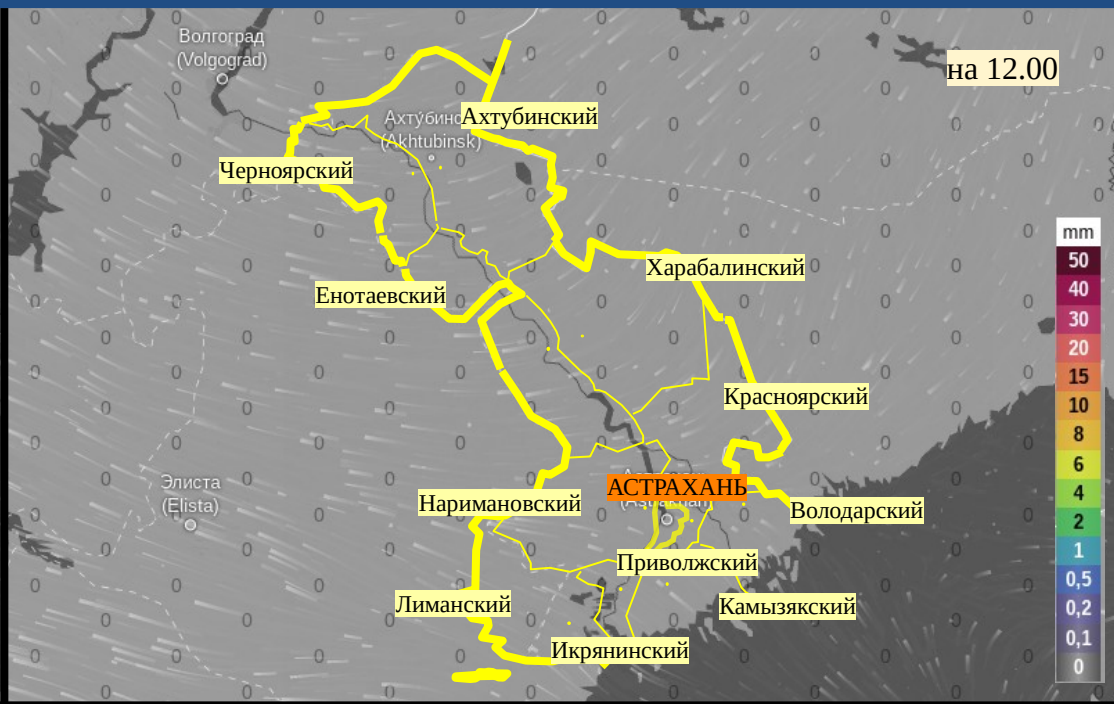 Волгоград
(Volgograd)
на 12.00
Ахтубинский
(Akhtubinsk)
Черноярский
mm
50
40
30
20
15
10
8
6
4
2
1
0,5
0,2
0,1
0
Харабалинский
Енотаевский
Красноярский
Элиста
(Elista)
АСТРАХАНЬ
Наримановский
Володарский
Приволжский
Лиманский
Камызякский
Икрянинский